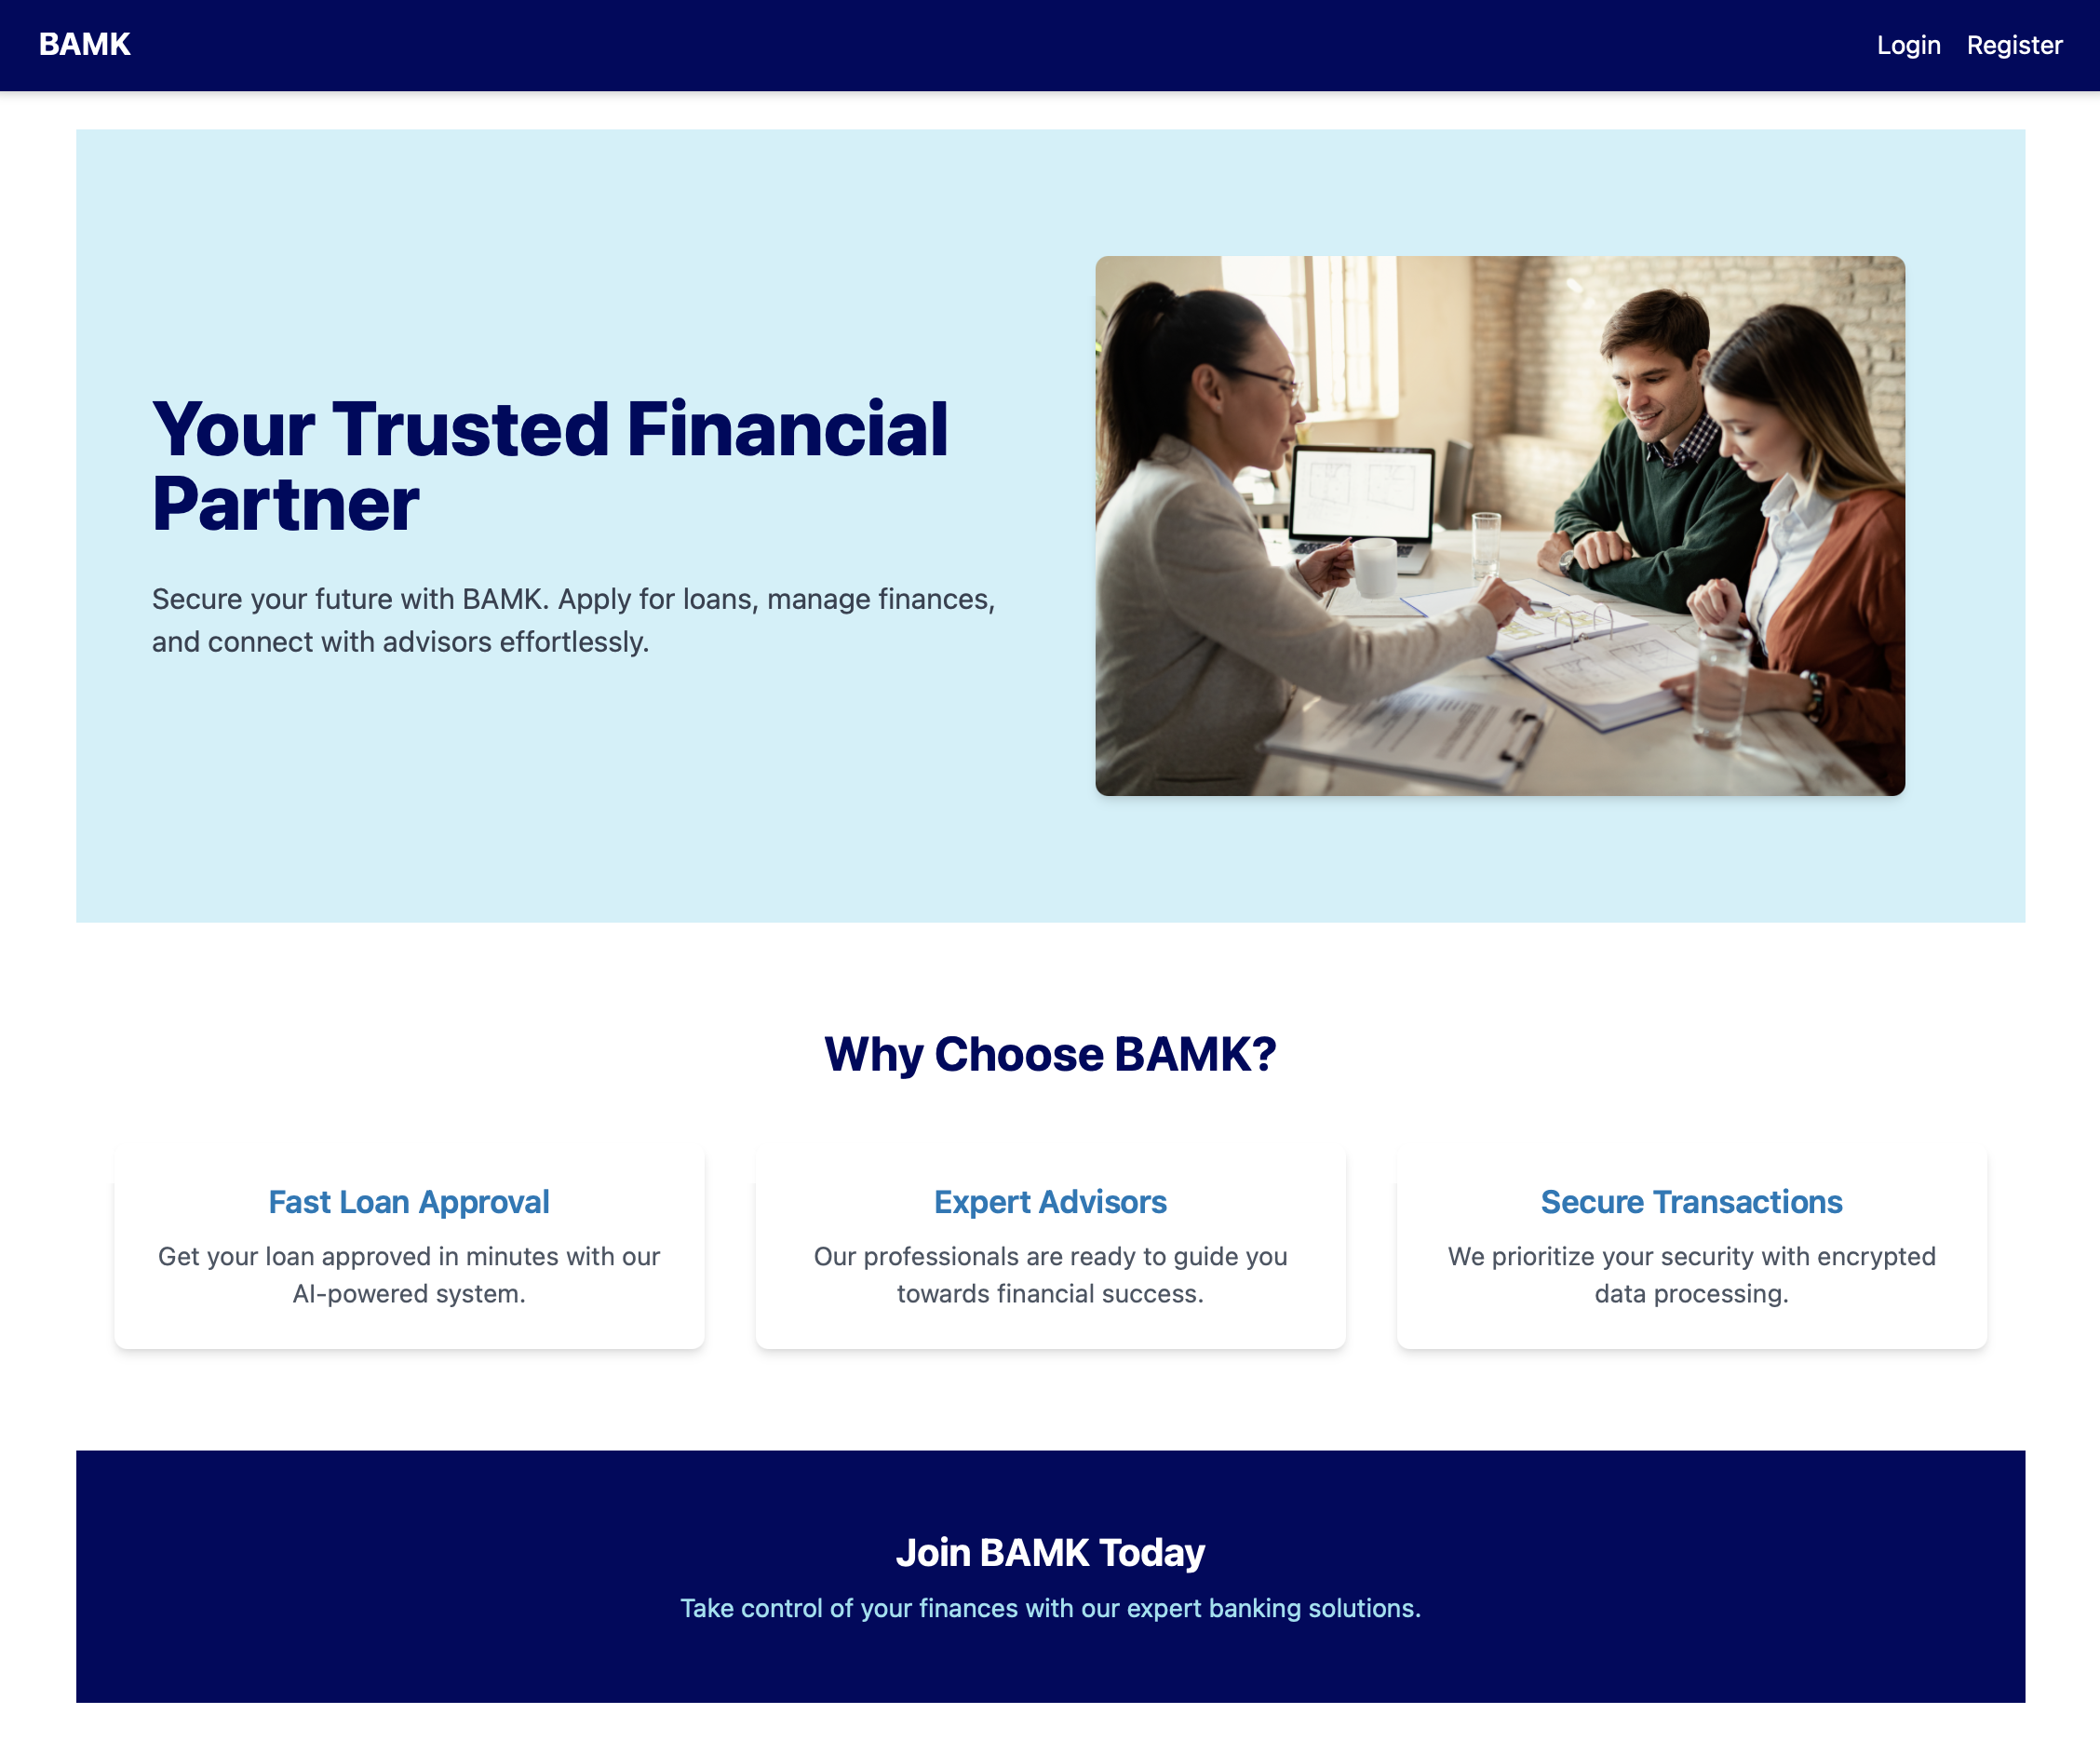 BAMK
Login Register
Your Trusted Financial
Partner
Secure your future with BAMK. Apply for loans, manage finances,
and connect with advisors effortlessly.
Why Choose BAMK?
Fast Loan Approval
Get your loan approved in minutes with our
AI-powered system.
Expert Advisors
Our professionals are ready to guide you
towards financial success.
Secure Transactions
We prioritize your security with encrypted
data processing.
Join BAMK Today
Take control of your finances with our expert banking solutions.